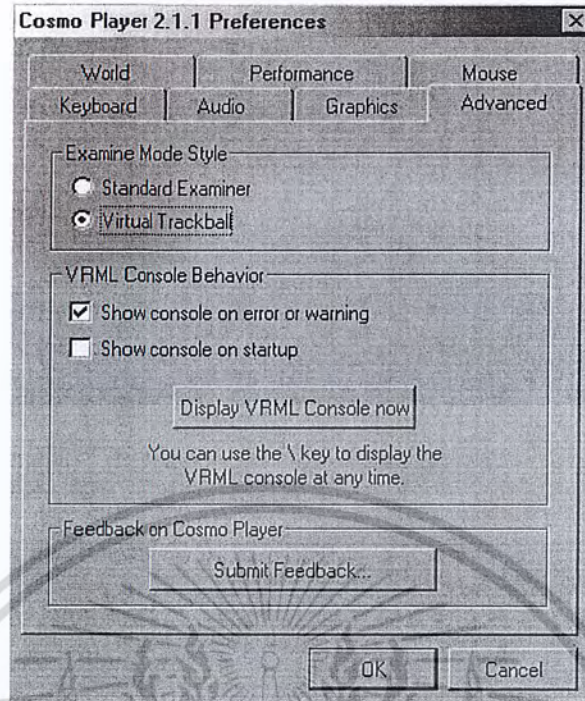 Cosmo Player 2.1.1 Preferences
World Performance Mouse
Keyboard Audio Graphics Advanced
Examine Mode Style
Standard Examiner
Virtual Trackball
VRML Console Behavior
Show console on error or warning
Show console on startup
Display VRML Console now
You can use the \ key to display the
VRML console at any time.
Feedback on Cosmo Player
Submit Feedback...
OK Cancel